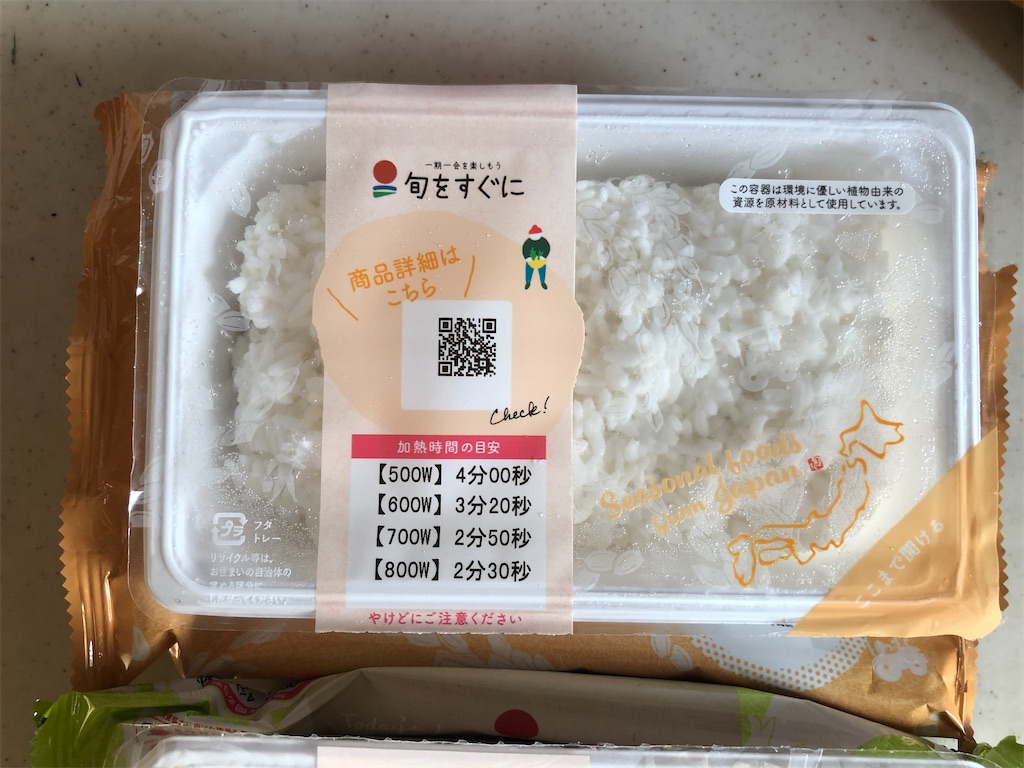 一期一会を楽しもう
旬をすぐに
この容器は環境に優しい植物由来の
資源を原材料として使用しています。
商品詳細は
こちら
Check!
加熱時間の目安
【500W】4分00秒
【600W】3分20秒
【700W】2分50秒
【800W】2分30秒
やけどにご注意ください
Seasonal foods
from Japan
旬
ここまで開ける
プラ
フタ
トレー
リサイクル等は、
お住まいの自治体の